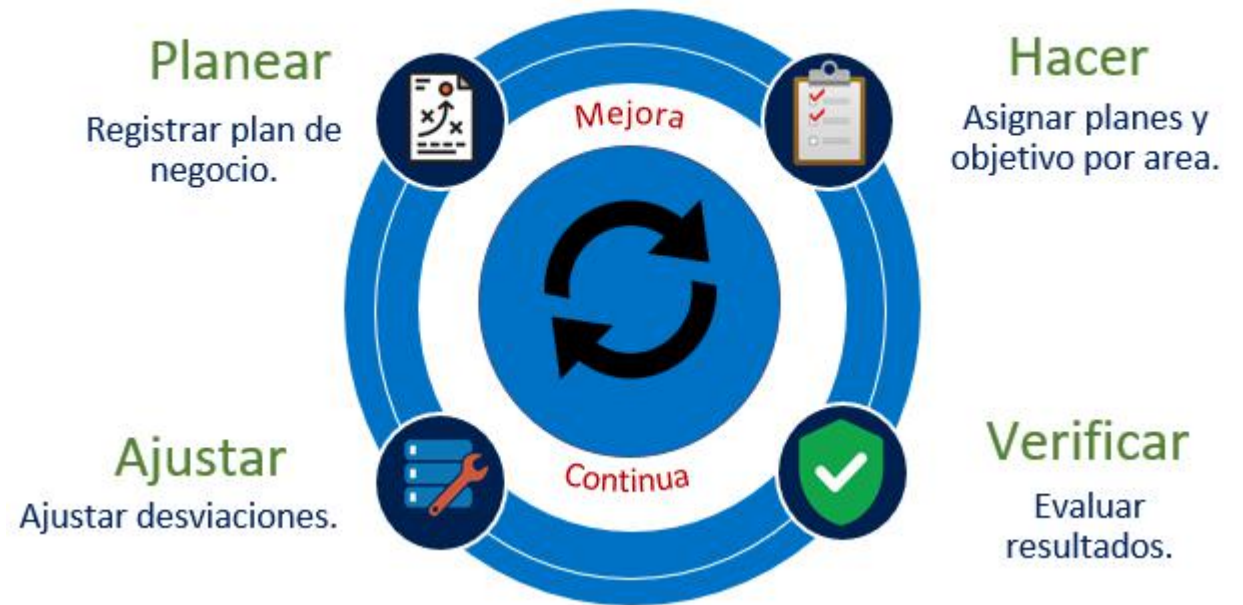 Planear
Registrar plan de
negocio.
Hacer
Asignar planes y
objetivo por area.
Mejora
Continua
Ajustar
Ajustar desviaciones.
Verificar
Evaluar
resultados.